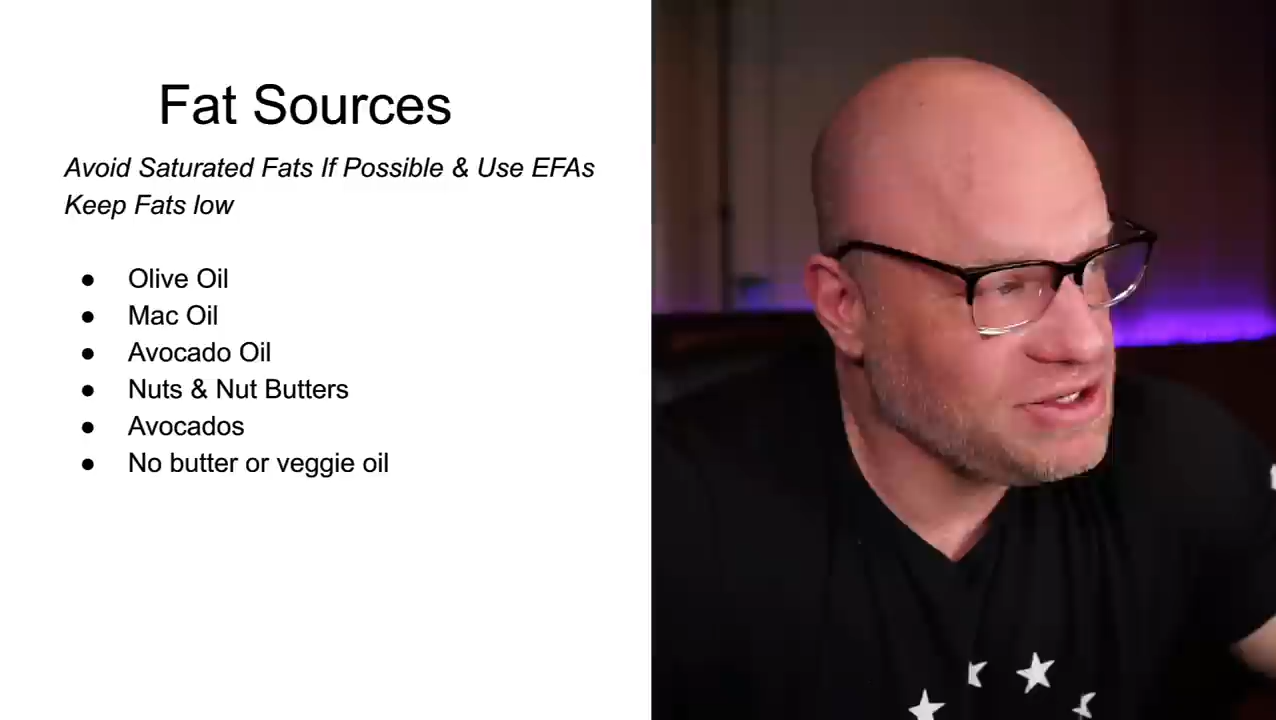 Fat Sources
Avoid Saturated Fats If Possible & Use EFAs
Keep Fats low
● Olive Oil
● Mac Oil
● Avocado Oil
● Nuts & Nut Butters
● Avocados
● No butter or veggie oil